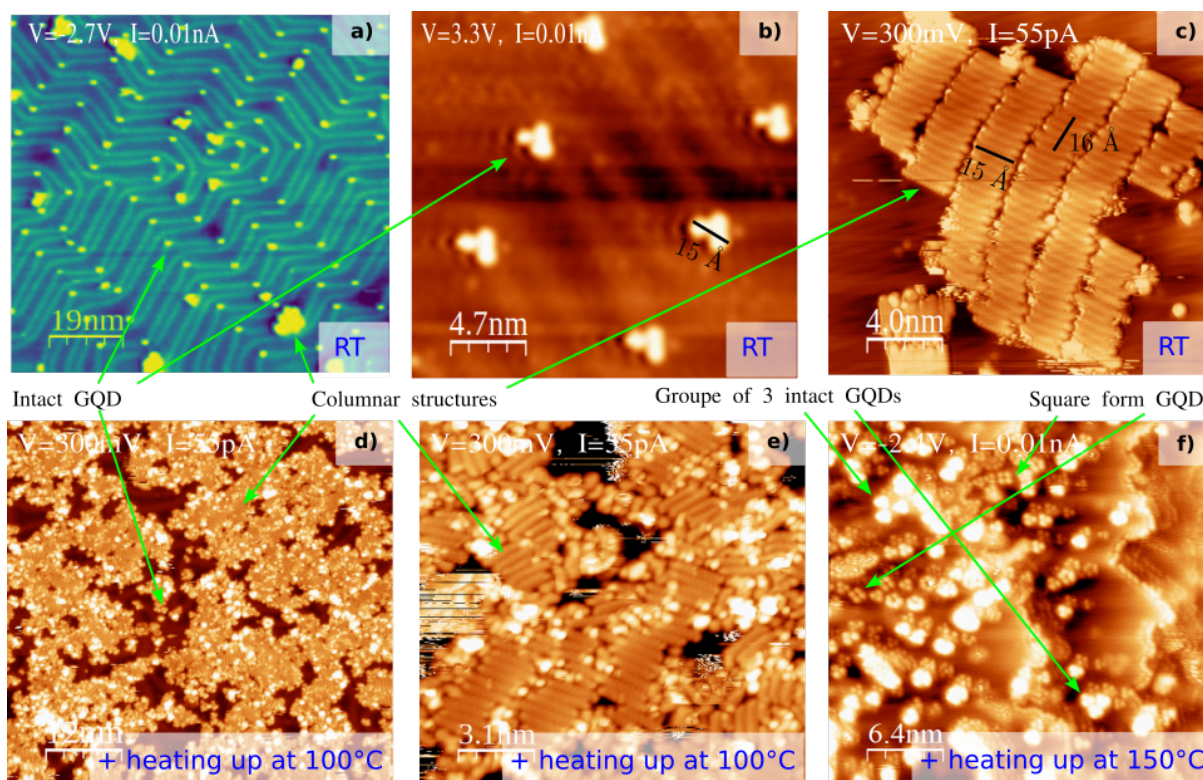 V=-2.7V, I=0.01nA
a)
19nm
RT
V=3.3V, I=0.01nA
b)
15 Å
4.7nm
RT
V=300mV, I=55pA
c)
16 Å
15 Å
4.0nm
RT
Intact GQD
Columnar structures
Groupe of 3 intact GQDs
Square form GQD
V=300mV, I=55pA
d)
12nm
+ heating up at 100°C
V=300mV, I=55pA
e)
3.1nm
+ heating up at 100°C
I=0.01nA
f)
6.4nm
+ heating up at 150°C